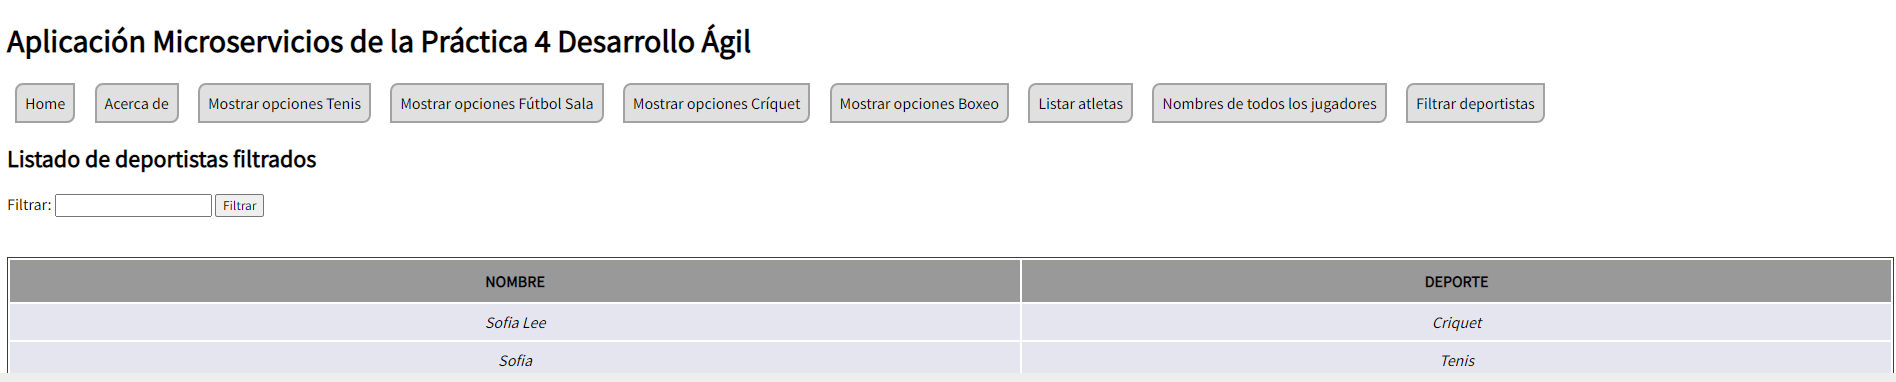 Aplicación Microservicios de la Práctica 4 Desarrollo Ágil
Home Acerca de Mostrar opciones Tenis Mostrar opciones Fútbol Sala Mostrar opciones Críquet Mostrar opciones Boxeo Listar atletas Nombres de todos los jugadores Filtrar deportistas
Listado de deportistas filtrados
Filtrar: Filtrar
NOMBRE DEPORTE
Sofia Lee Criquet
Sofia Tenis